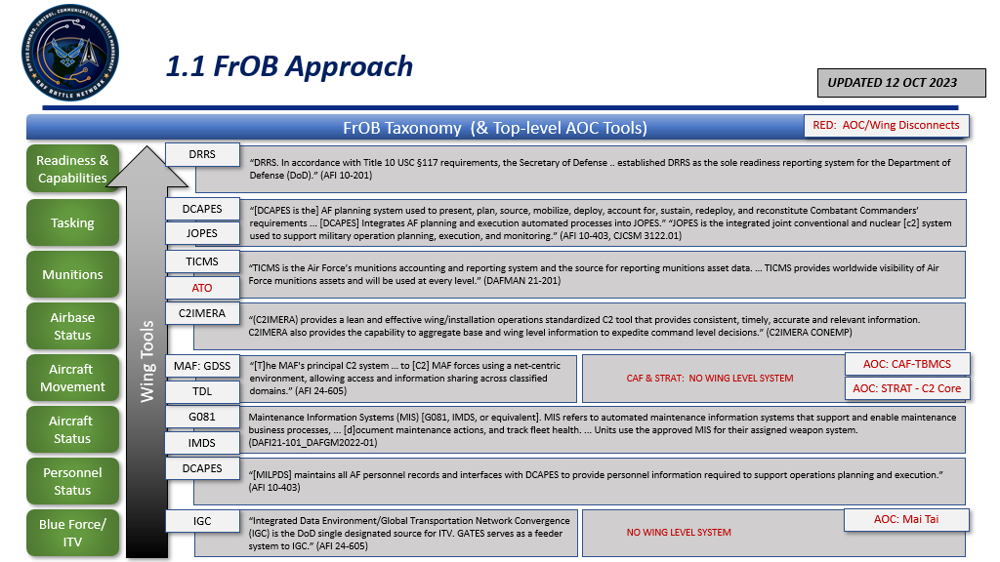 1.1 FrOB Approach
UPDATED 12 OCT 2023
FrOB Taxonomy (& Top-level AOC Tools)
RED: AOC/Wing Disconnects
Readiness &
Capabilities
DRRS
“DRRS. In accordance with Title 10 USC §117 requirements, the Secretary of Defense .. established DRRS as the sole readiness reporting system for the Department of
Defense (DoD).” (AFI 10-201)
Tasking
DCAPES
JOPES
“[DCAPES is the] AF planning system used to present, plan, source, mobilize, deploy, account for, sustain, redeploy, and reconstitute Combatant Commanders’
requirements ... [DCAPES] Integrates AF planning and execution automated processes into JOPES.” “JOPES is the integrated joint conventional and nuclear [c2] system
used to support military operation planning, execution, and monitoring.” (AFI 10-403, CJCSM 3122.01)
Munitions
TICMS
ATO
“TICMS is the Air Force’s munitions accounting and reporting system and the source for reporting munitions asset data. ... TICMS provides worldwide visibility of Air
Force munitions assets and will be used at every level.” (DAFMAN 21-201)
Airbase
Status
C2IMERA
“(C2IMERA) provides a lean and effective wing/installation operations standardized C2 tool that provides consistent, timely, accurate and relevant information.
C2IMERA also provides the capability to aggregate base and wing level information to expedite command level decisions.” (C2IMERA CONEMP)
Wing Tools
Aircraft
Movement
MAF: GDSS
TDL
“[T]he MAF’s principal C2 system ... to [C2] MAF forces using a net-centric
environment, allowing access and information sharing across classified
domains.” (AFI 24-605)
CAF & STRAT: NO WING LEVEL SYSTEM
AOC: CAF-TBMCS
AOC: STRAT - C2 Core
Aircraft
Status
G081
IMDS
Maintenance Information Systems (MIS) [G081, IMDS, or equivalent]. MIS refers to automated maintenance information systems that support and enable maintenance
business processes, ... [d]ocument maintenance actions, and track fleet health. ... Units use the approved MIS for their assigned weapon system.
(DAFI21-101_DAFGM2022-01)
Personnel
Status
DCAPES
“[MILPDS] maintains all AF personnel records and interfaces with DCAPES to provide personnel information required to support operations planning and execution.”
(AFI 10-403)
Blue Force/
ITV
IGC
“Integrated Data Environment/Global Transportation Network Convergence
(IGC) is the DoD single designated source for ITV. GATES serves as a feeder
system to IGC.” (AFI 24-605)
NO WING LEVEL SYSTEM
AOC: Mai Tai
DAF BATTLE NETWORK